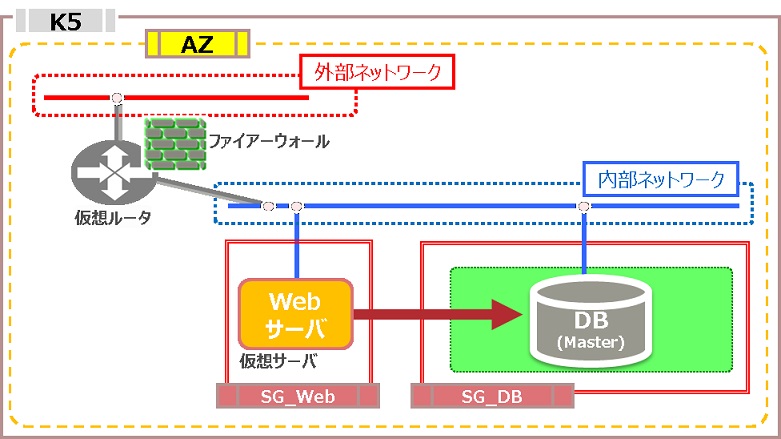 K5
AZ
外部ネットワーク
ファイアーウォール
仮想ルータ
内部ネットワーク
Web
サーバ
仮想サーバ
DB
(Master)
SG_Web
SG_DB